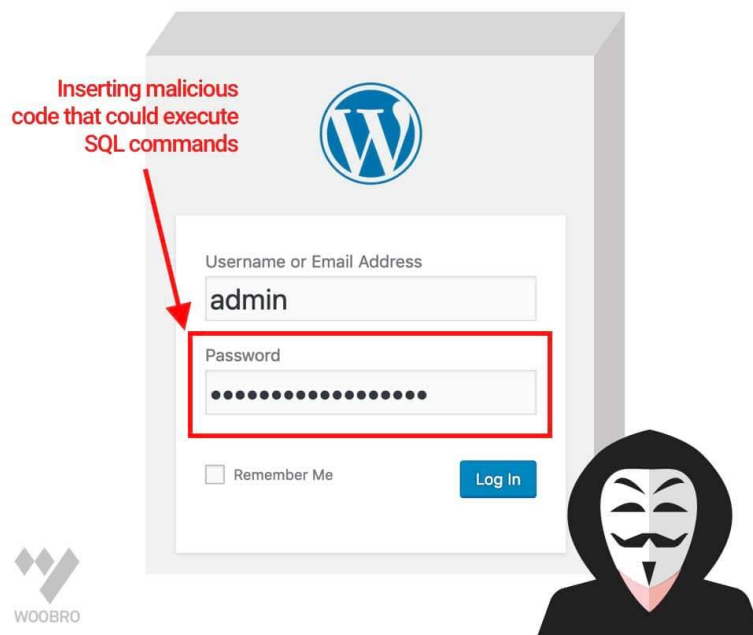 Inserting malicious
code that could execute
SQL commands
Username or Email Address
admin
Password
Remember Me
Log In
WOOBRO